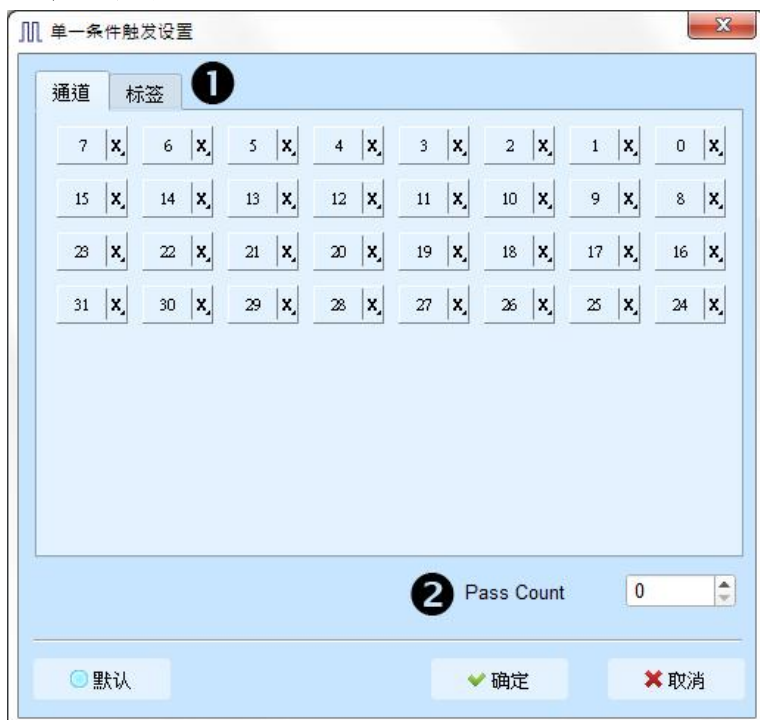 单一条件触发设置
通道 标签 ❶
7 X 6 X 5 X 4 X 3 X 2 X 1 X 0 X
15 X 14 X 13 X 12 X 11 X 10 X 9 X 8 X
23 X 22 X 21 X 20 X 19 X 18 X 17 X 16 X
31 X 30 X 29 X 28 X 27 X 26 X 25 X 24 X
❷ Pass Count 0
默认 确定 取消